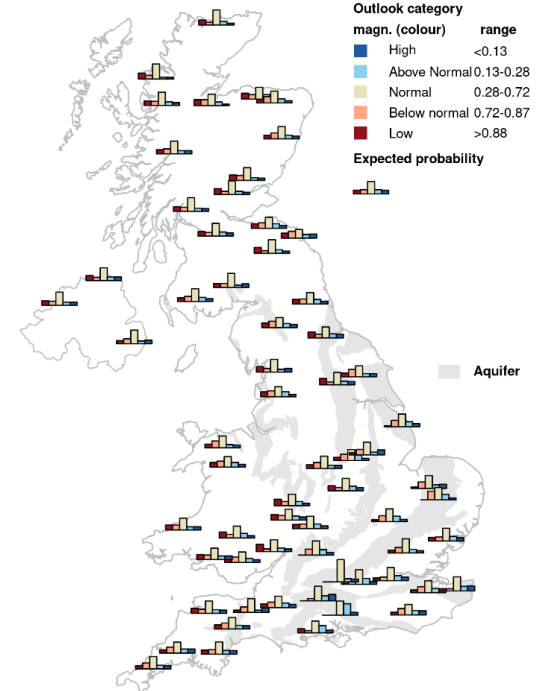 Outlook category
magn. (colour) range
High <0.13
Above Normal 0.13-0.28
Normal 0.28-0.72
Below normal 0.72-0.87
Low >0.88
Expected probability
Aquifer